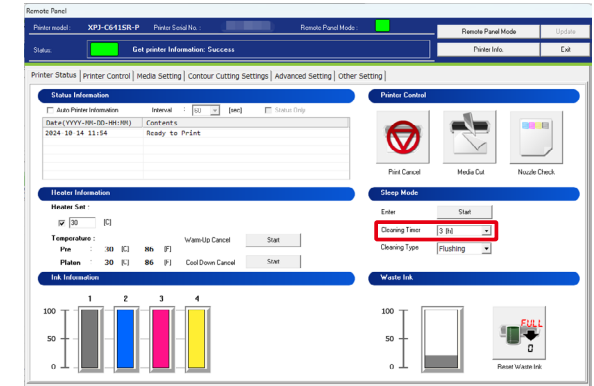 Remote Panel
Printer model : XPJ-C641SR-P Printer Serial No. : Remote Panel Mode :
Remote Panel Mode Update
Status: Get printer Information: Success
Printer Info. Exit
Printer Status Printer Control Media Setting Contour Cutting Settings Advanced Setting Other Setting
Status Information Printer Control
Auto Printer Information Interval : 60 [sec] Status Only
Date(YYYY-MM-DD-HH:MM) Contents
2024-10-14 11:54 Ready to Print
Print Cancel Media Cut Nozzle Check
Heater Information Sleep Mode
Heater Set :
Enter Start
30 [C]
Cleaning Timer 3 [h]
Temperature :
Warm-Up Cancel Start
Cleaning Type Flushing
Pre : 30 [C] 86 [F]
Platen : 30 [C] 86 [F] Cool Down Cancel Start
Ink Information Waste Ink
1 2 3 4
100 100
FULL
50 50
0
0 0
Reset Waste Ink